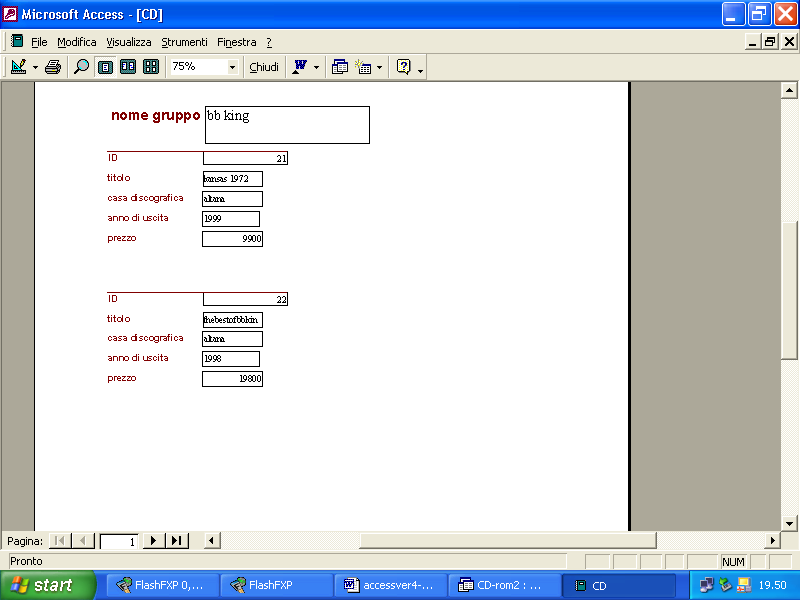 Microsoft Access - [CD]
File Modifica Visualizza Strumenti Finestra ?
75% Chiudi
nome gruppo bb king
ID 21
titolo kansas 1972
casa discografica altana
anno di uscita 1999
prezzo 9900
ID 22
titolo thebestofbbkin
casa discografica altana
anno di uscita 1998
prezzo 19800
Pagina: 1
Pronto NUM
start FlashFXP 0,... FlashFXP accessver4-... CD-rom2 : ... CD 19.50